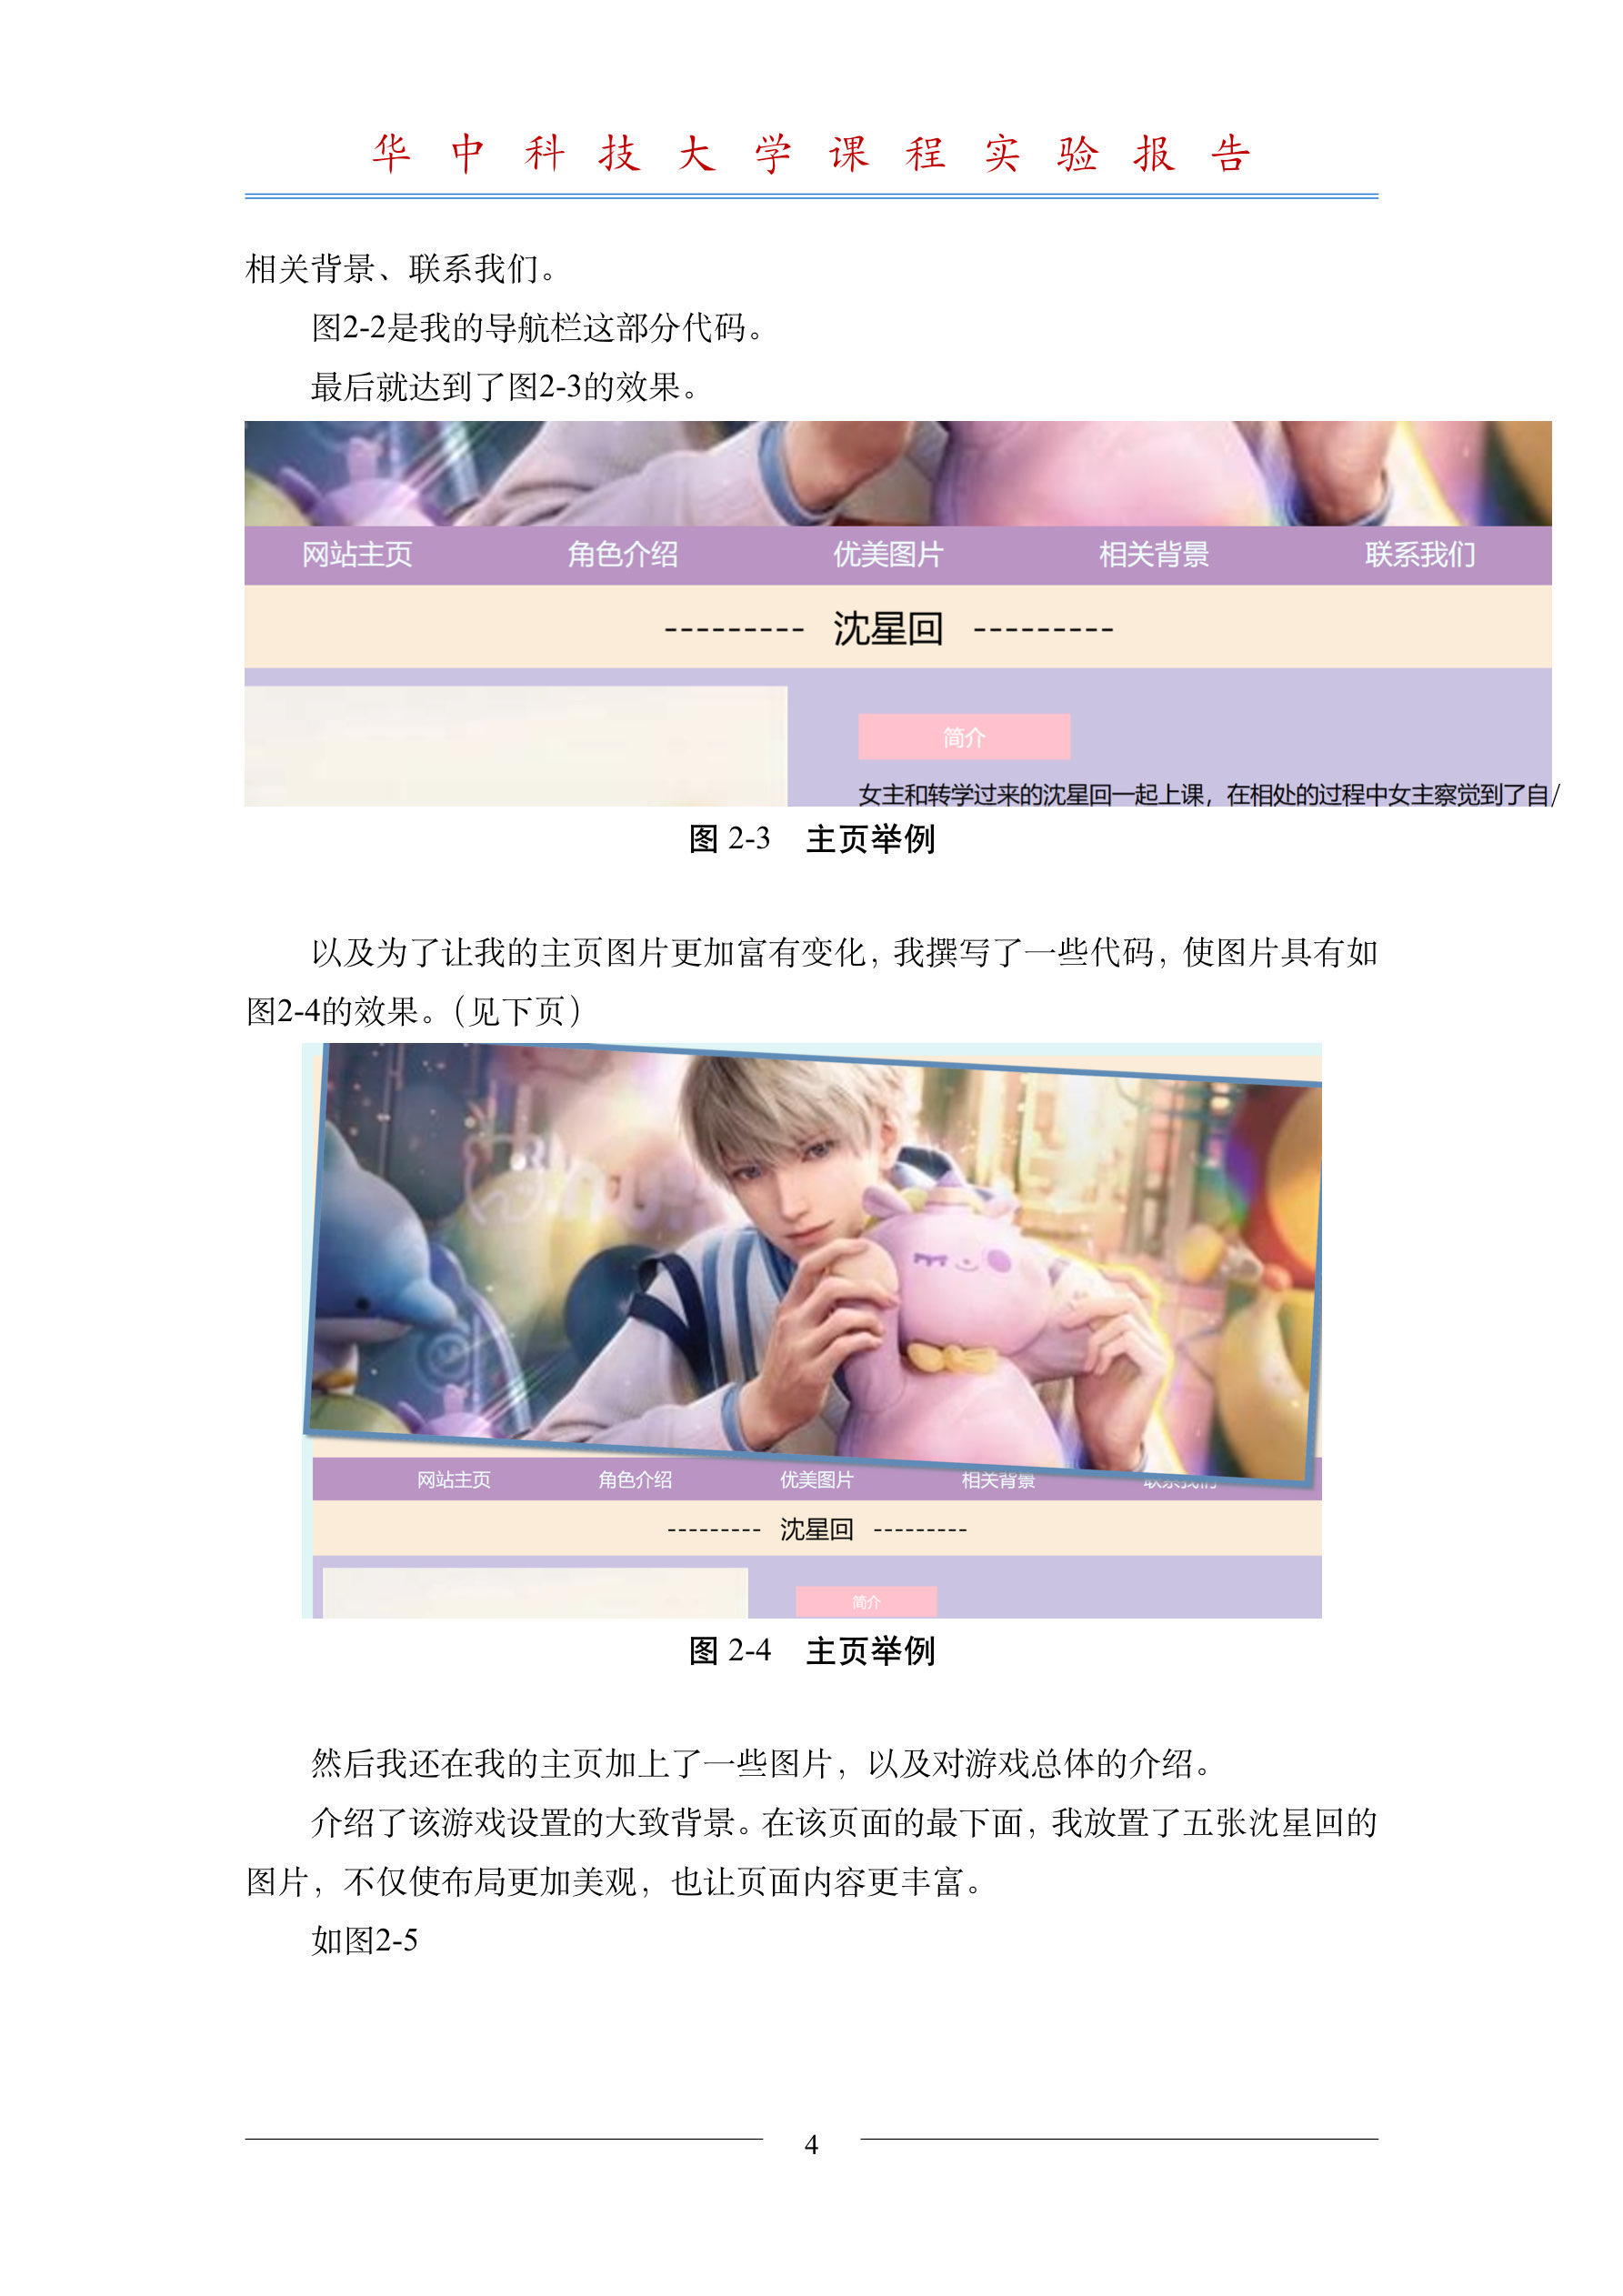 华中科技大学课程实验报告
相关背景、联系我们。
图2-2是我的导航栏这部分代码。
最后就达到了图2-3的效果。
网站主页 角色介绍 优美图片 相关背景 联系我们
--------- 沈星回 ---------
简介
女主和转学过来的沈星回一起上课，在相处的过程中女主察觉到了自/
图 2-3 主页举例
以及为了让我的主页图片更加富有变化，我撰写了一些代码，使图片具有如
图2-4的效果。（见下页）
网站主页 角色介绍 优美图片 相关背景 联系我们
--------- 沈星回 ---------
简介
图 2-4 主页举例
然后我还在我的主页加上了一些图片，以及对游戏总体的介绍。
介绍了该游戏设置的大致背景。在该页面的最下面，我放置了五张沈星回的
图片，不仅使布局更加美观，也让页面内容更丰富。
如图2-5
4